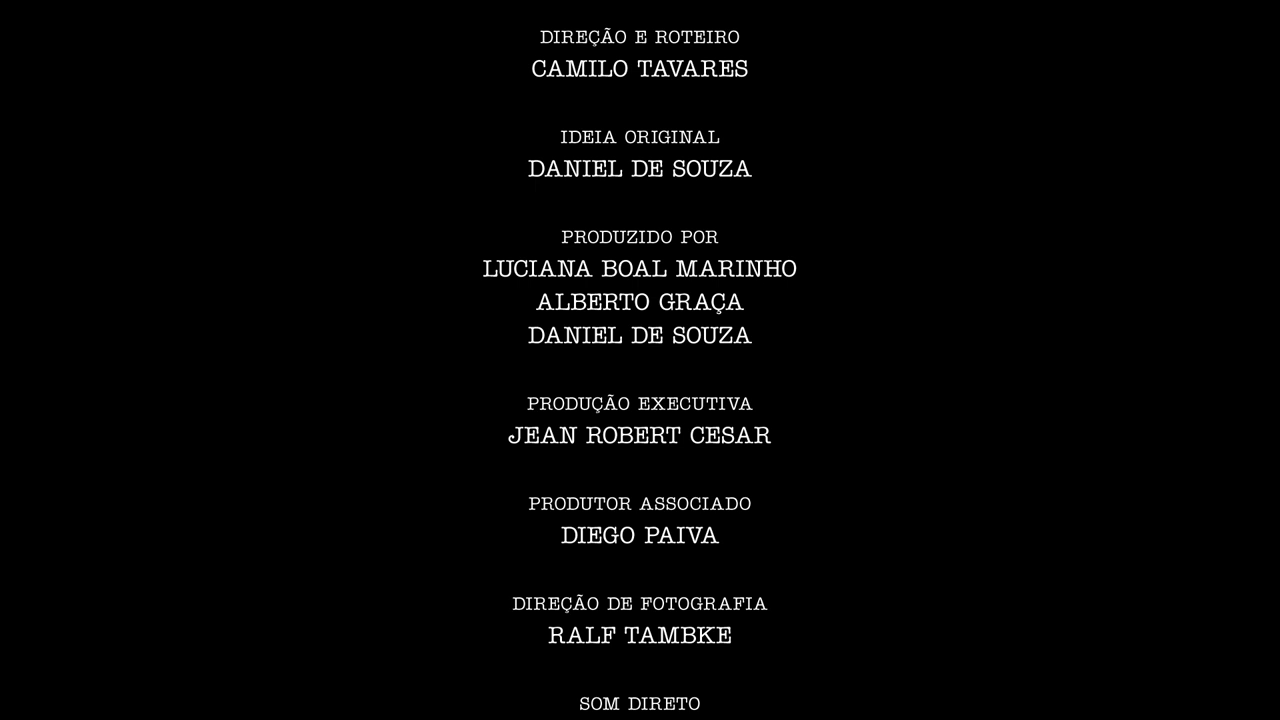 DIREÇÃO E ROTEIRO
CAMILO TAVARES
IDEIA ORIGINAL
DANIEL DE SOUZA
PRODUZIDO POR
LUCIANA BOAL MARINHO
ALBERTO GRAÇA
DANIEL DE SOUZA
PRODUÇÃO EXECUTIVA
JEAN ROBERT CESAR
PRODUTOR ASSOCIADO
DIEGO PAIVA
DIREÇÃO DE FOTOGRAFIA
RALF TAMBKE
SOM DIRETO